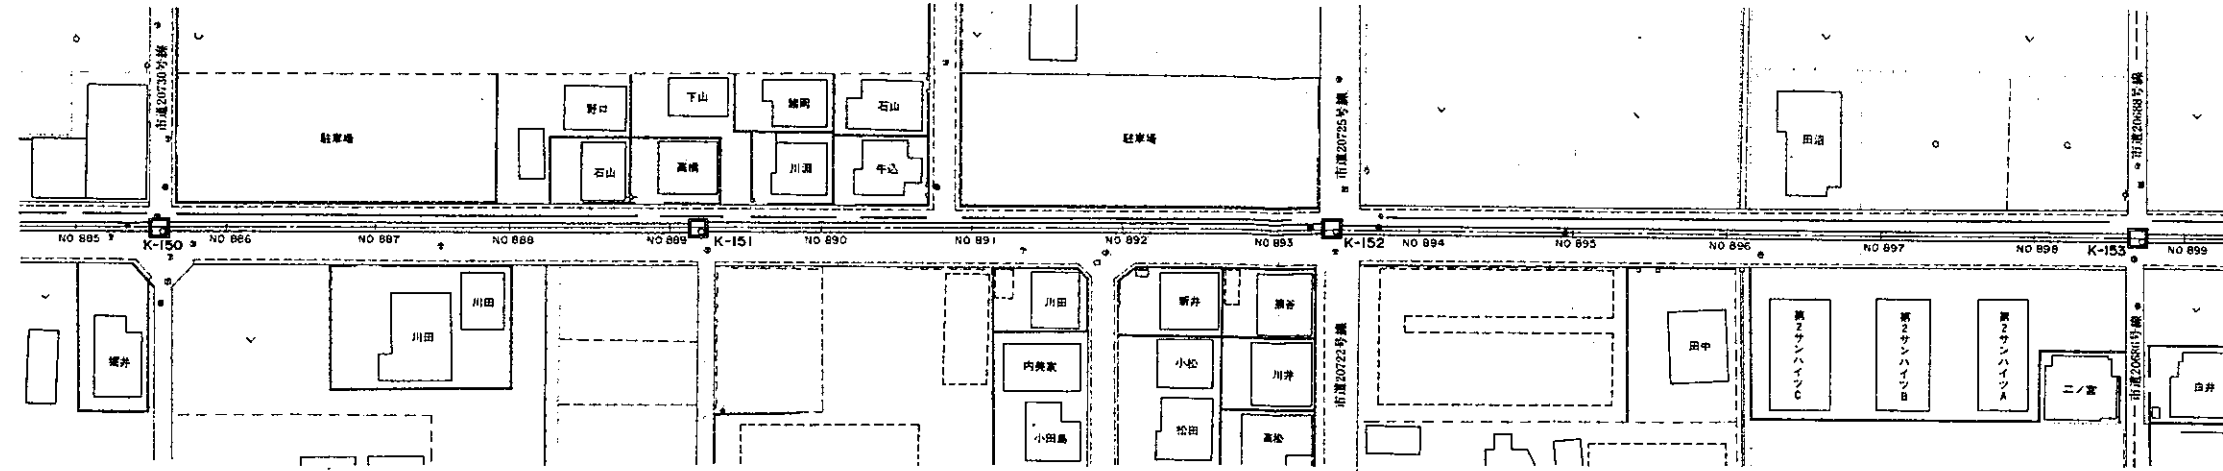 市道20730号線
駐車場
野口
下山
石山
石山
高橋
川淵
牛込
駐車場
市道20725号線
田沼
市道20688号線
NO 885
K-150
NO 886
NO 887
NO 888
NO 889
K-151
NO 890
NO 891
NO 892
NO 893
K-152
NO 894
NO 895
NO 896
NO 897
NO 898
K-153
NO 899
堀井
川田
川田
川田
内美家
小田島
新井
小松
川井
松田
高松
市道20722号線
田中
第2サンハイツC
第2サンハイツB
第2サンハイツA
二ノ宮
市道20686号線
白井